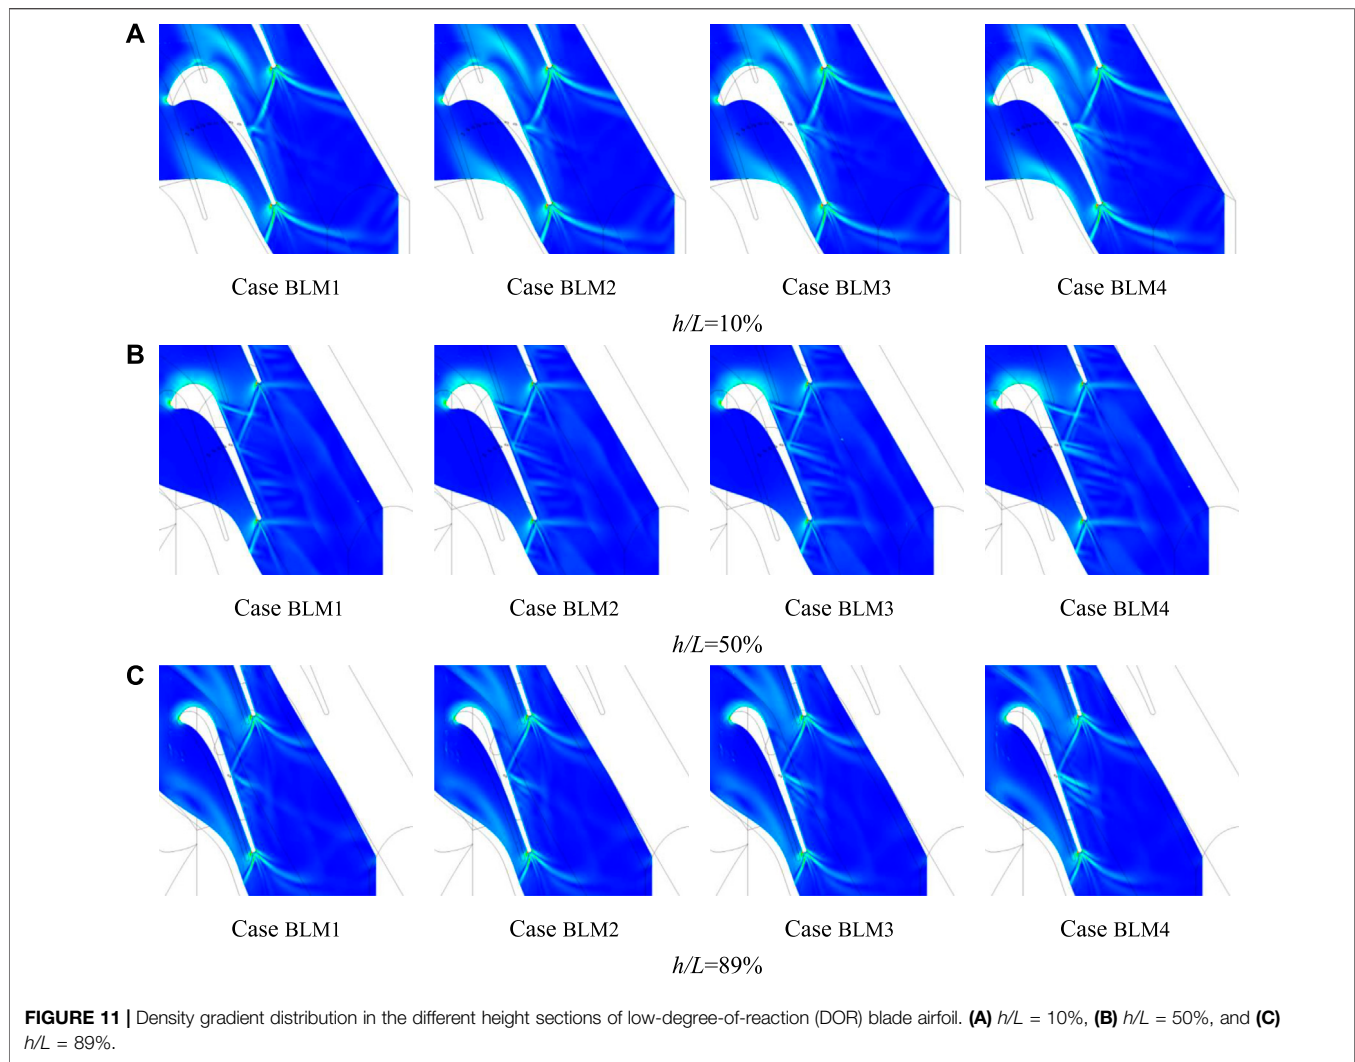 A
Case BLM1 Case BLM2 Case BLM3 Case BLM4
h/L=10%
B
Case BLM1 Case BLM2 Case BLM3 Case BLM4
h/L=50%
C
Case BLM1 Case BLM2 Case BLM3 Case BLM4
h/L=89%
FIGURE 11 | Density gradient distribution in the different height sections of low-degree-of-reaction (DOR) blade airfoil. (A) h/L = 10%, (B) h/L = 50%, and (C)
h/L = 89%.